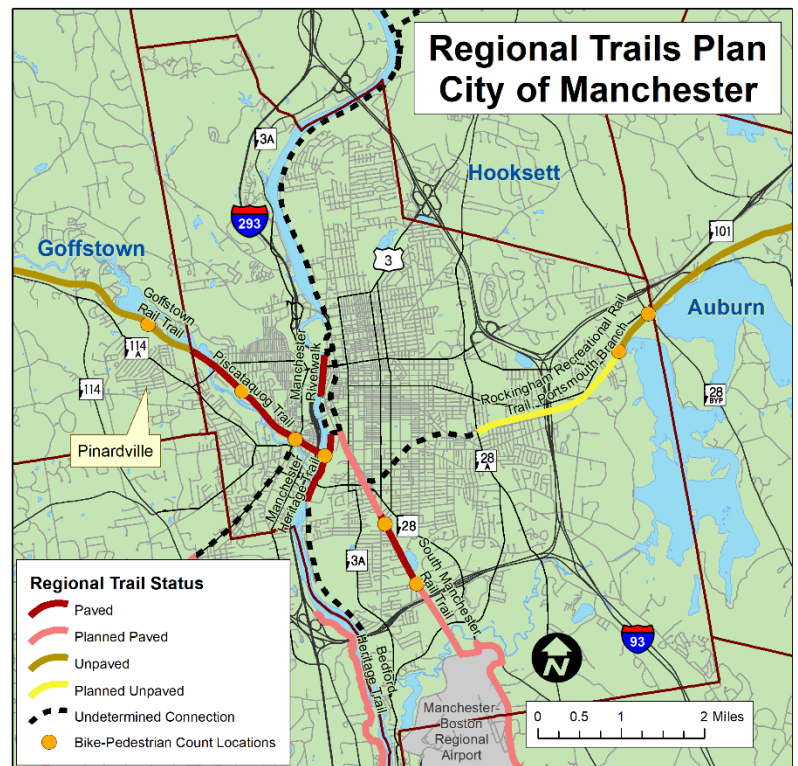 Regional Trails Plan
City of Manchester
3A
Hooksett
293
101
Goffstown
3
Auburn
Goffstown
Rail Trail
114
A
Manchester
Riverwalk
Rockingham Recreational Rail
Trail - Portsmouth Branch
28
BYP
114
Piscataquog Trail
Pinardville
28
A
Manchester
Heritage Trail
28
3A
South Manchester
Rail Trail
93
N
Bedford
Heritage Trail
Manchester-
Boston
Regional
Airport
0 0.5 1 2 Miles
Regional Trail Status
Paved
Planned Paved
Unpaved
Planned Unpaved
Undetermined Connection
Bike-Pedestrian Count Locations